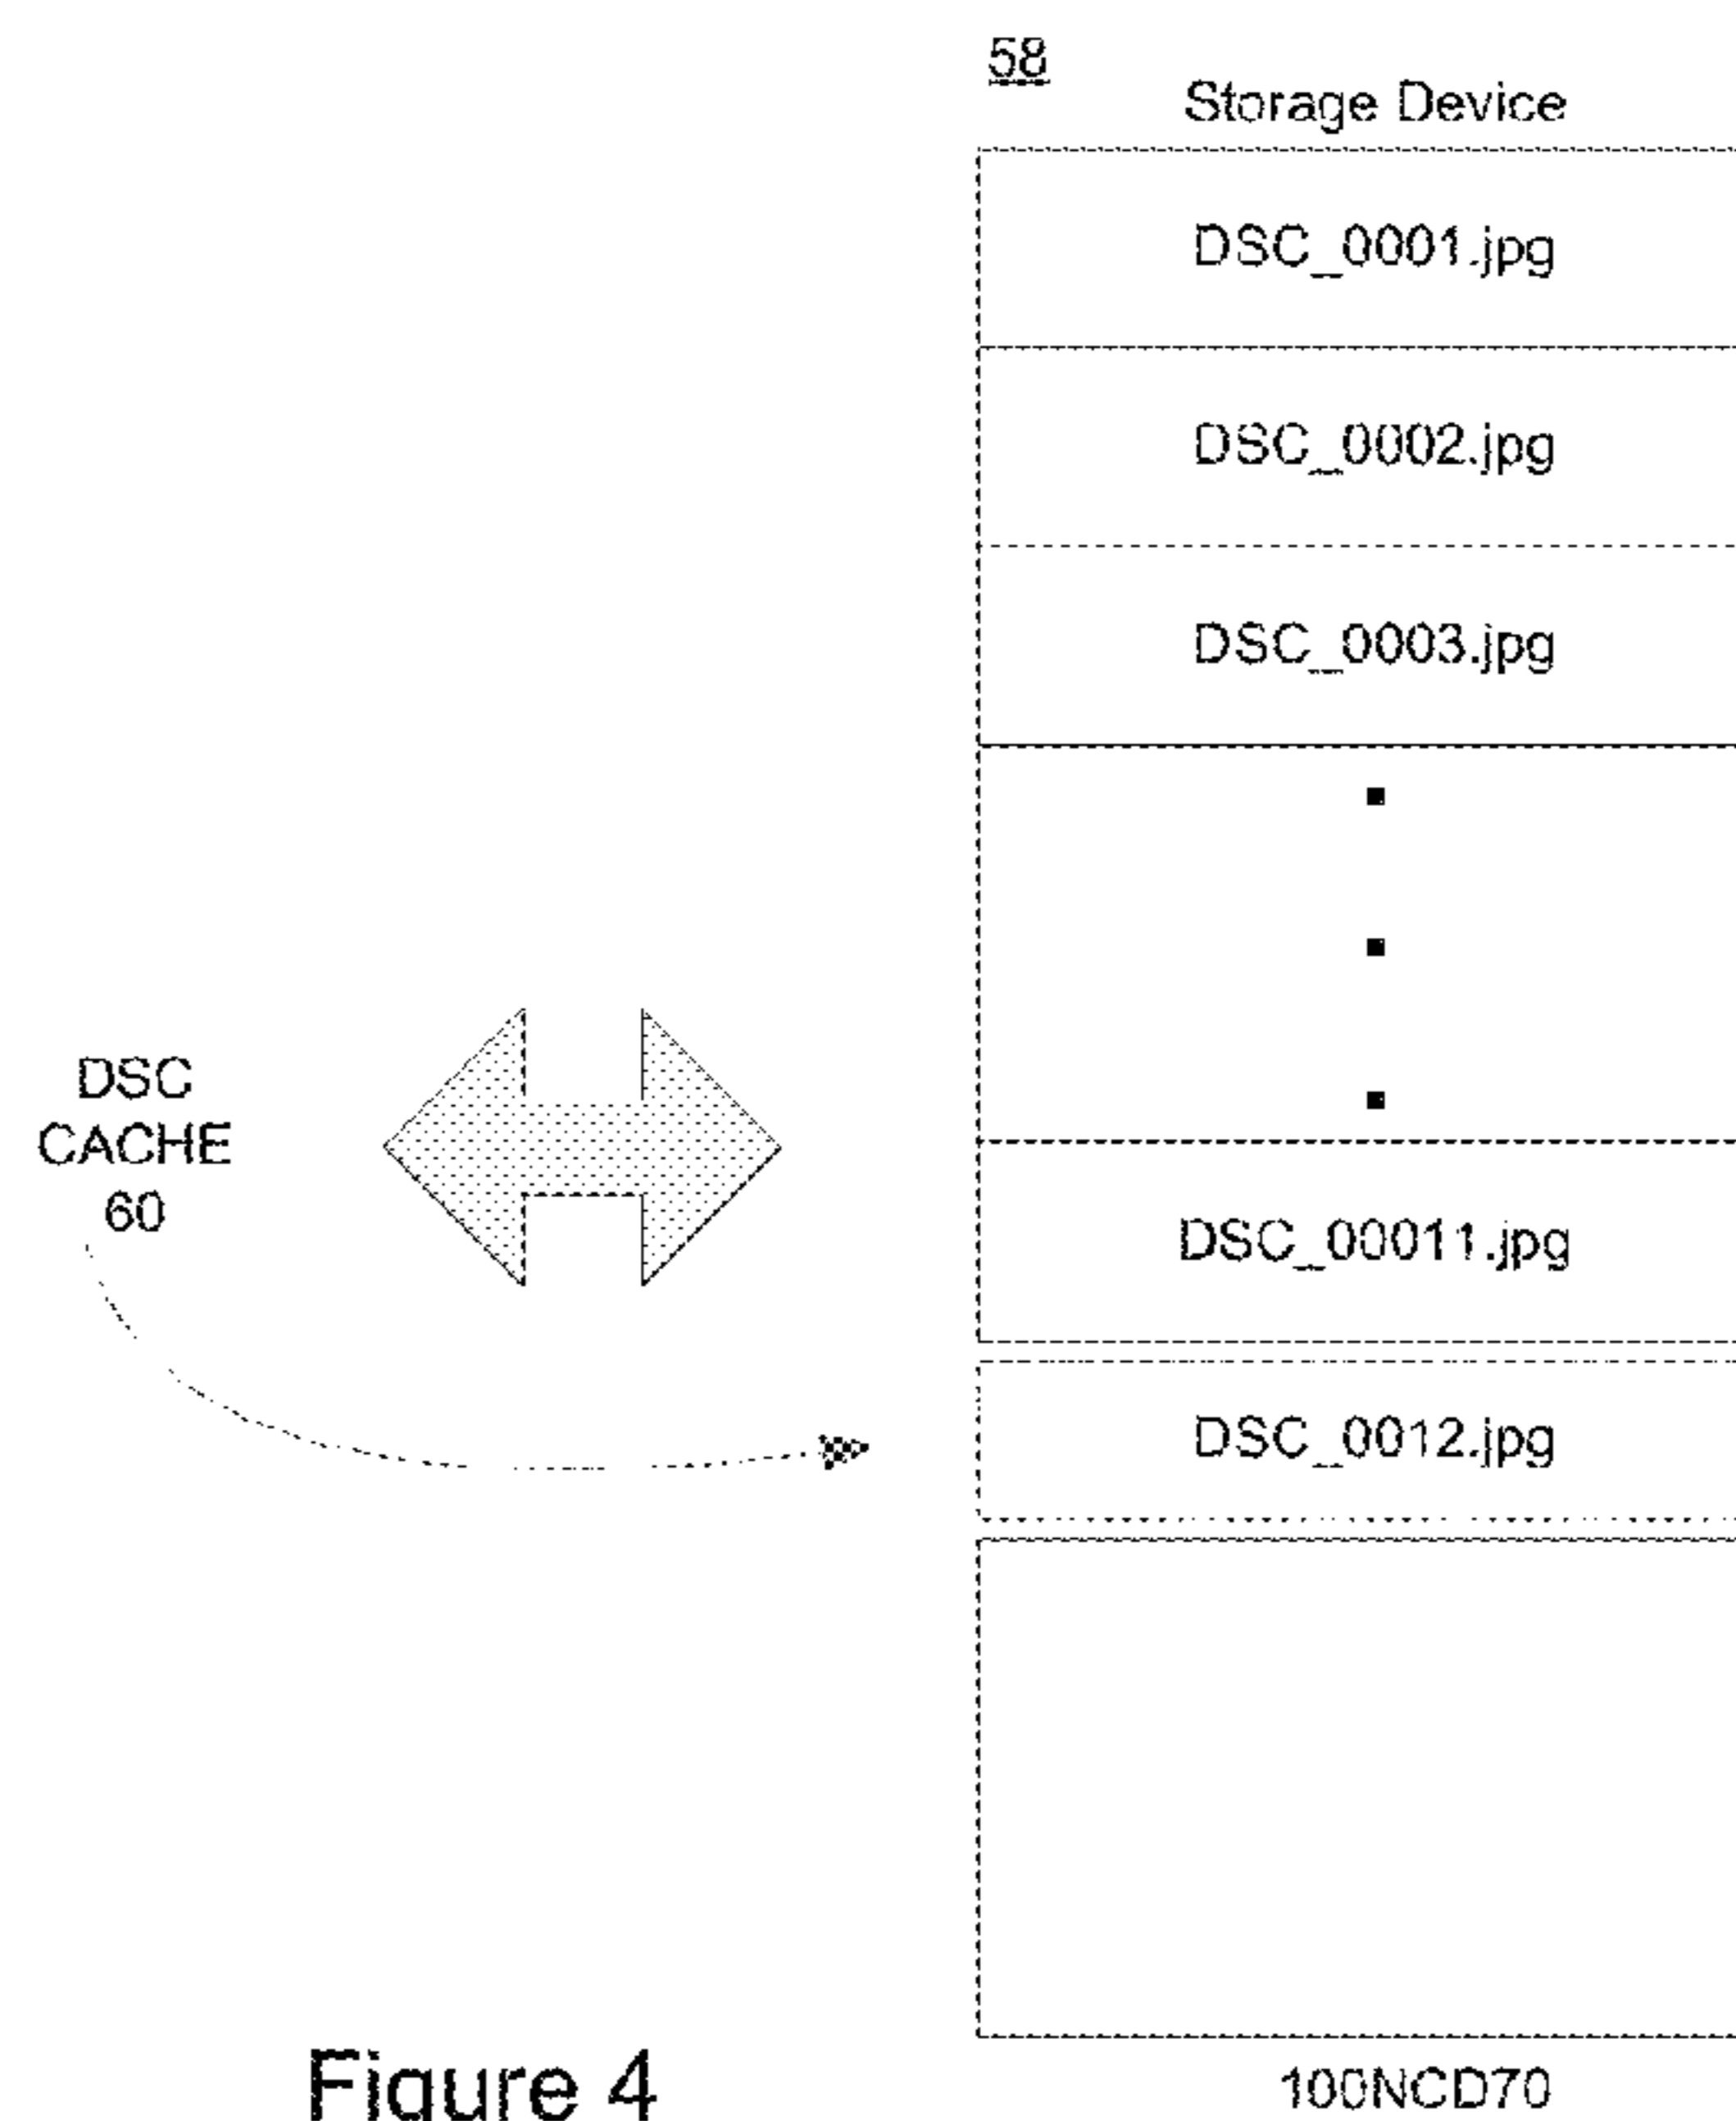 58
Storage Device
DSC_0001.jpg
DSC_0002.jpg
DSC_0003.jpg
DSC
CACHE
60
DSC_00011.jpg
DSC_0012.jpg
100NCD70
Figure 4